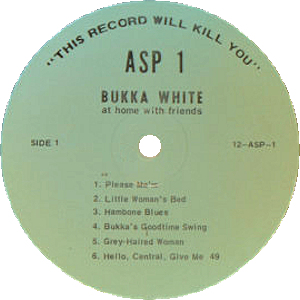 "THIS RECORD WILL KILL YOU"
ASP 1
BUKKA WHITE
at home with friends
SIDE 1
12-ASP-1
1. Please Ma'm
2. Little Woman's Bed
3. Hambone Blues
4. Bukka's Goodtime Swing
5. Grey-Haired Woman
6. Hello, Central, Give Me 49